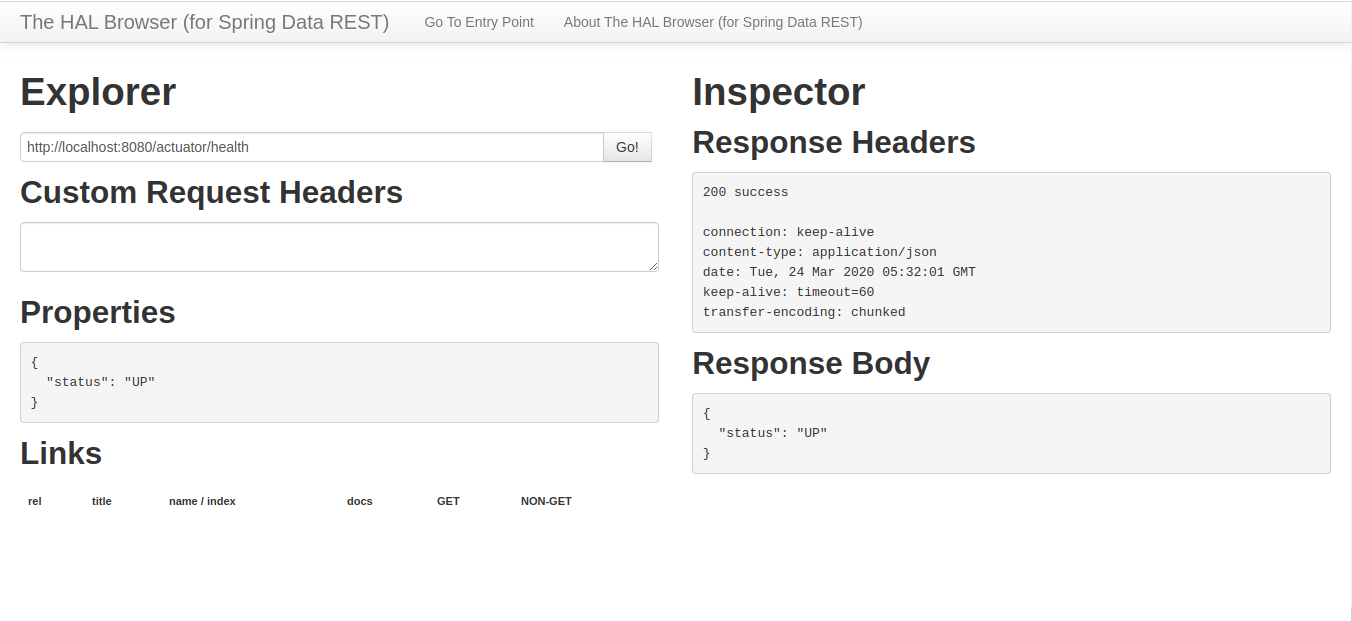 The HAL Browser (for Spring Data REST) Go To Entry Point About The HAL Browser (for Spring Data REST)
Explorer
http://localhost:8080/actuator/health Go!
Custom Request Headers
Properties
{
"status": "UP"
}
Links
rel title name / index docs GET NON-GET
Inspector
Response Headers
200 success
connection: keep-alive
content-type: application/json
date: Tue, 24 Mar 2020 05:32:01 GMT
keep-alive: timeout=60
transfer-encoding: chunked
Response Body
{
"status": "UP"
}